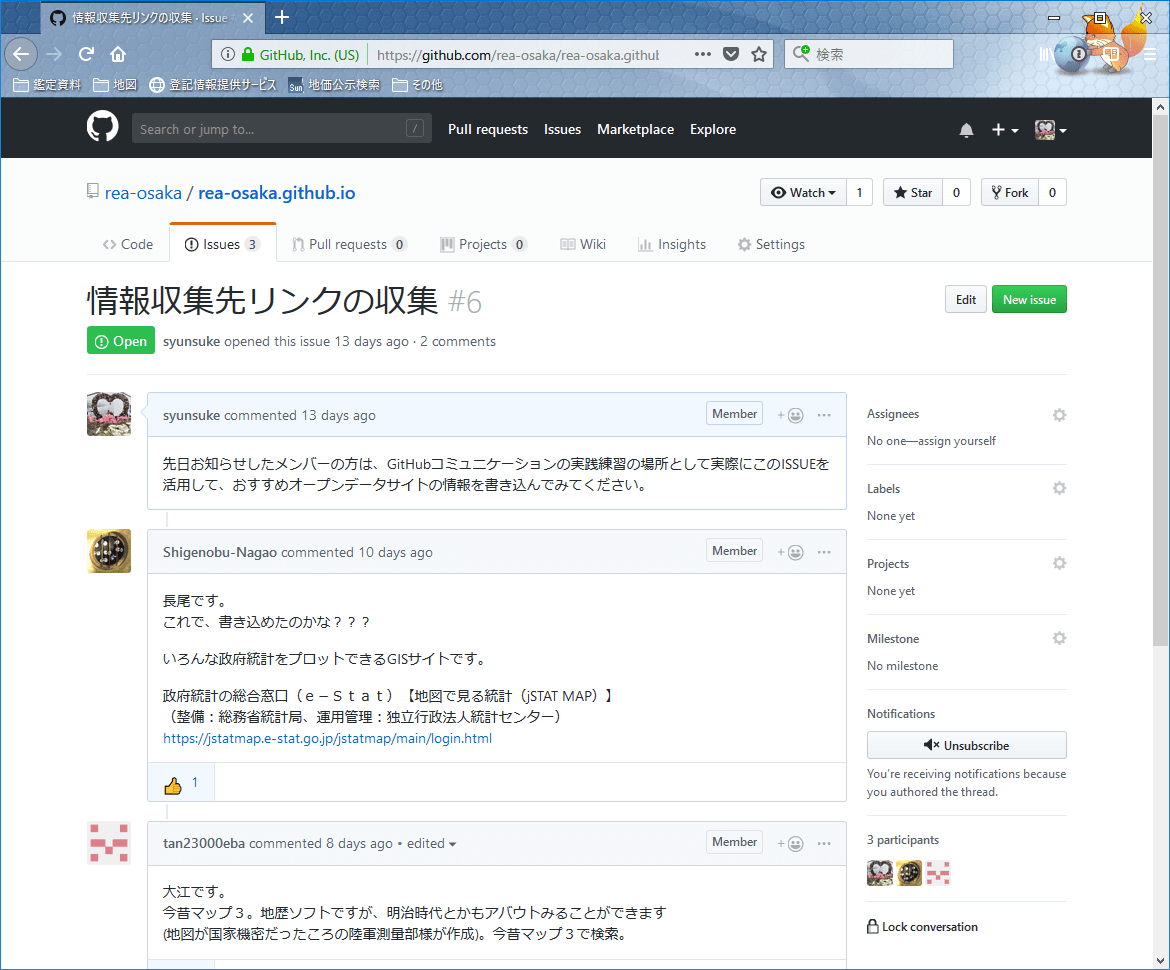 情報収集先リンクの収集 · Issue
GitHub, Inc. (US)
https://github.com/rea-osaka/rea-osaka.githul
検索
鑑定資料
地図
登記情報提供サービス
Sun
地価公示検索
その他
Search or jump to...
/
Pull requests
Issues
Marketplace
Explore
rea-osaka / rea-osaka.github.io
Watch 1
Star 0
Fork 0
Code
Issues 3
Pull requests 0
Projects 0
Wiki
Insights
Settings
情報収集先リンクの収集 #6
Edit
New issue
Open
syunsuke opened this issue 13 days ago · 2 comments
syunsuke commented 13 days ago
Member
先日お知らせしたメンバーの方は、GitHubコミュニケーションの実践練習の場所として実際にこのISSUEを
活用して、おすすめオープンデータサイトの情報を書き込んでみてください。
Shigenobu-Nagao commented 10 days ago
Member
長尾です。
これで、書き込めたのかな？？？
いろんな政府統計をプロットできるGISサイトです。
政府統計の総合窓口（ｅ－Ｓｔａｔ）【地図で見る統計（jSTAT MAP）】
（整備：総務省統計局、運用管理：独立行政法人統計センター）
https://jstatmap.e-stat.go.jp/jstatmap/main/login.html
1
tan23000eba commented 8 days ago • edited
Member
大江です。
今昔マップ３。地歴ソフトですが、明治時代とかもアバウトみることができます
(地図が国家機密だったころの陸軍測量部様が作成)。今昔マップ３で検索。
Assignees
No one—assign yourself
Labels
None yet
Projects
None yet
Milestone
No milestone
Notifications
Unsubscribe
You're receiving notifications because
you authored the thread.
3 participants
Lock conversation